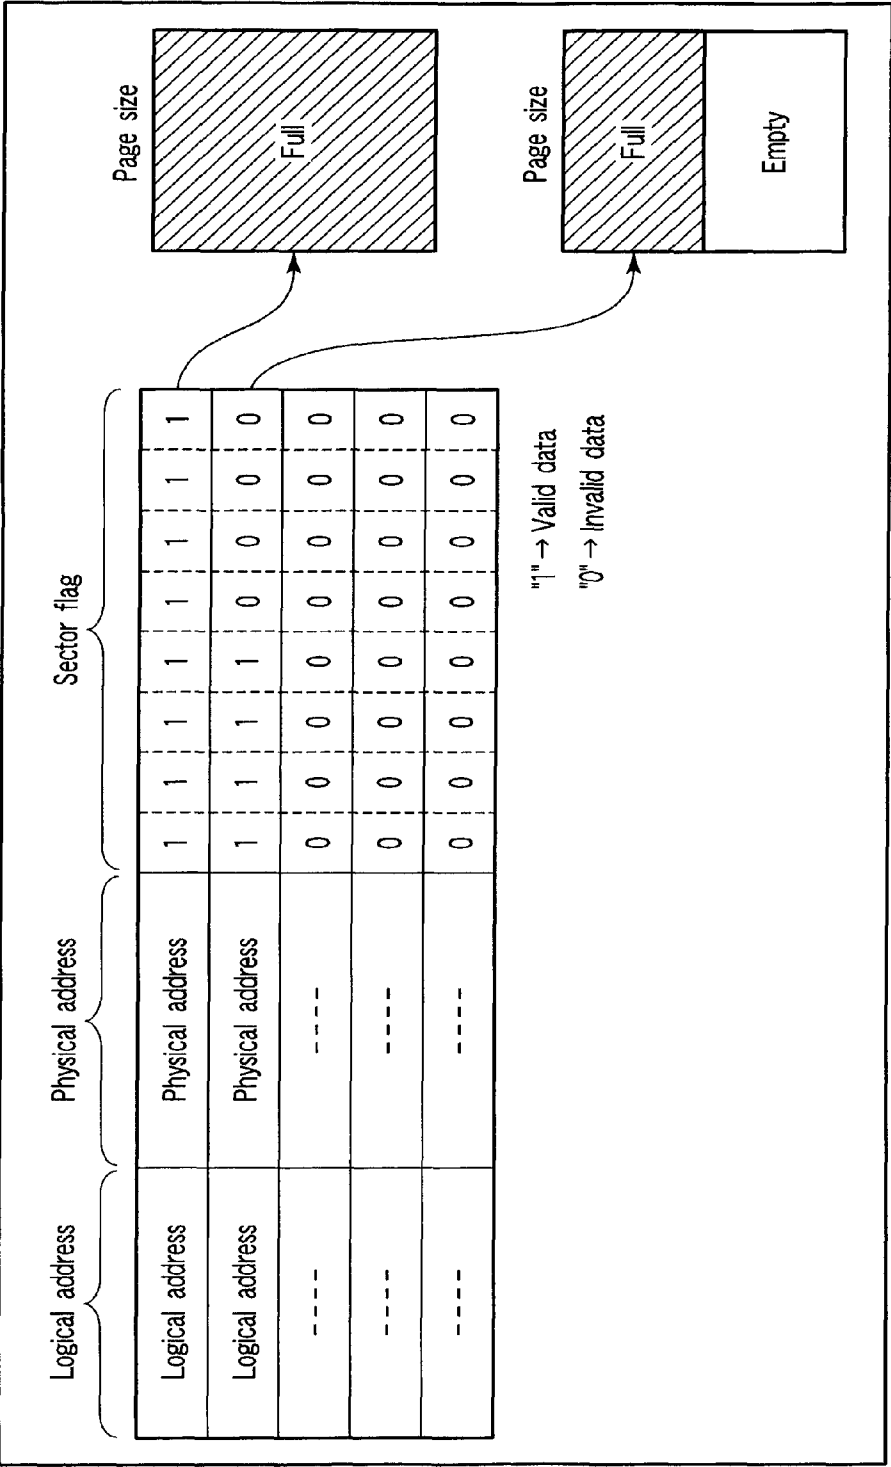 Logical address
Physical address
Sector flag
Page size
Logical address Physical address 1 1 1 1 1 1 1 1
Full
Logical address Physical address 1 1 1 1 0 0 0 0
---- ---- 0 0 0 0 0 0 0 0
---- ---- 0 0 0 0 0 0 0 0
---- ---- 0 0 0 0 0 0 0 0
Page size
"1" → Valid data
"0" → Invalid data
Full
Empty